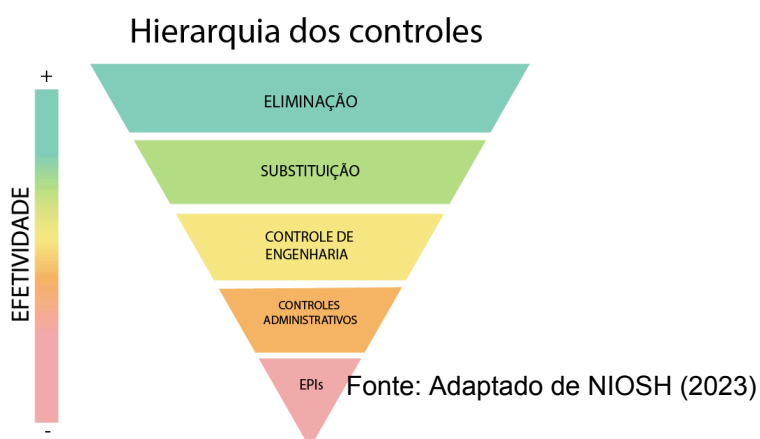 Hierarquia dos controles
+
EFETIVIDADE
-
ELIMINAÇÃO
SUBSTITUIÇÃO
CONTROLE DE
ENGENHARIA
CONTROLES
ADMINISTRATIVOS
EPIs
Fonte: Adaptado de NIOSH (2023)